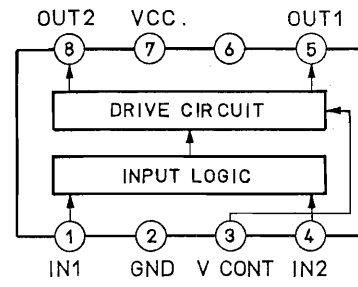 OUT2 VCC. OUT1
8 7 6 5
DRIVE CIRCUIT
INPUT LOGIC
1 2 3 4
IN1 GND V CONT IN2